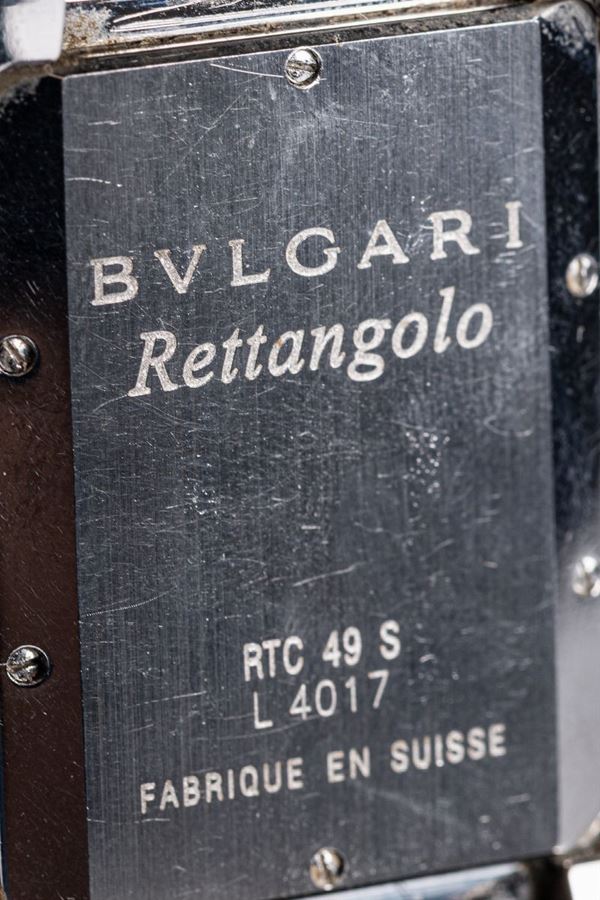 BVLGARI
Rettangolo
RTC 49 S
L 4017
FABRIQUE EN SUISSE